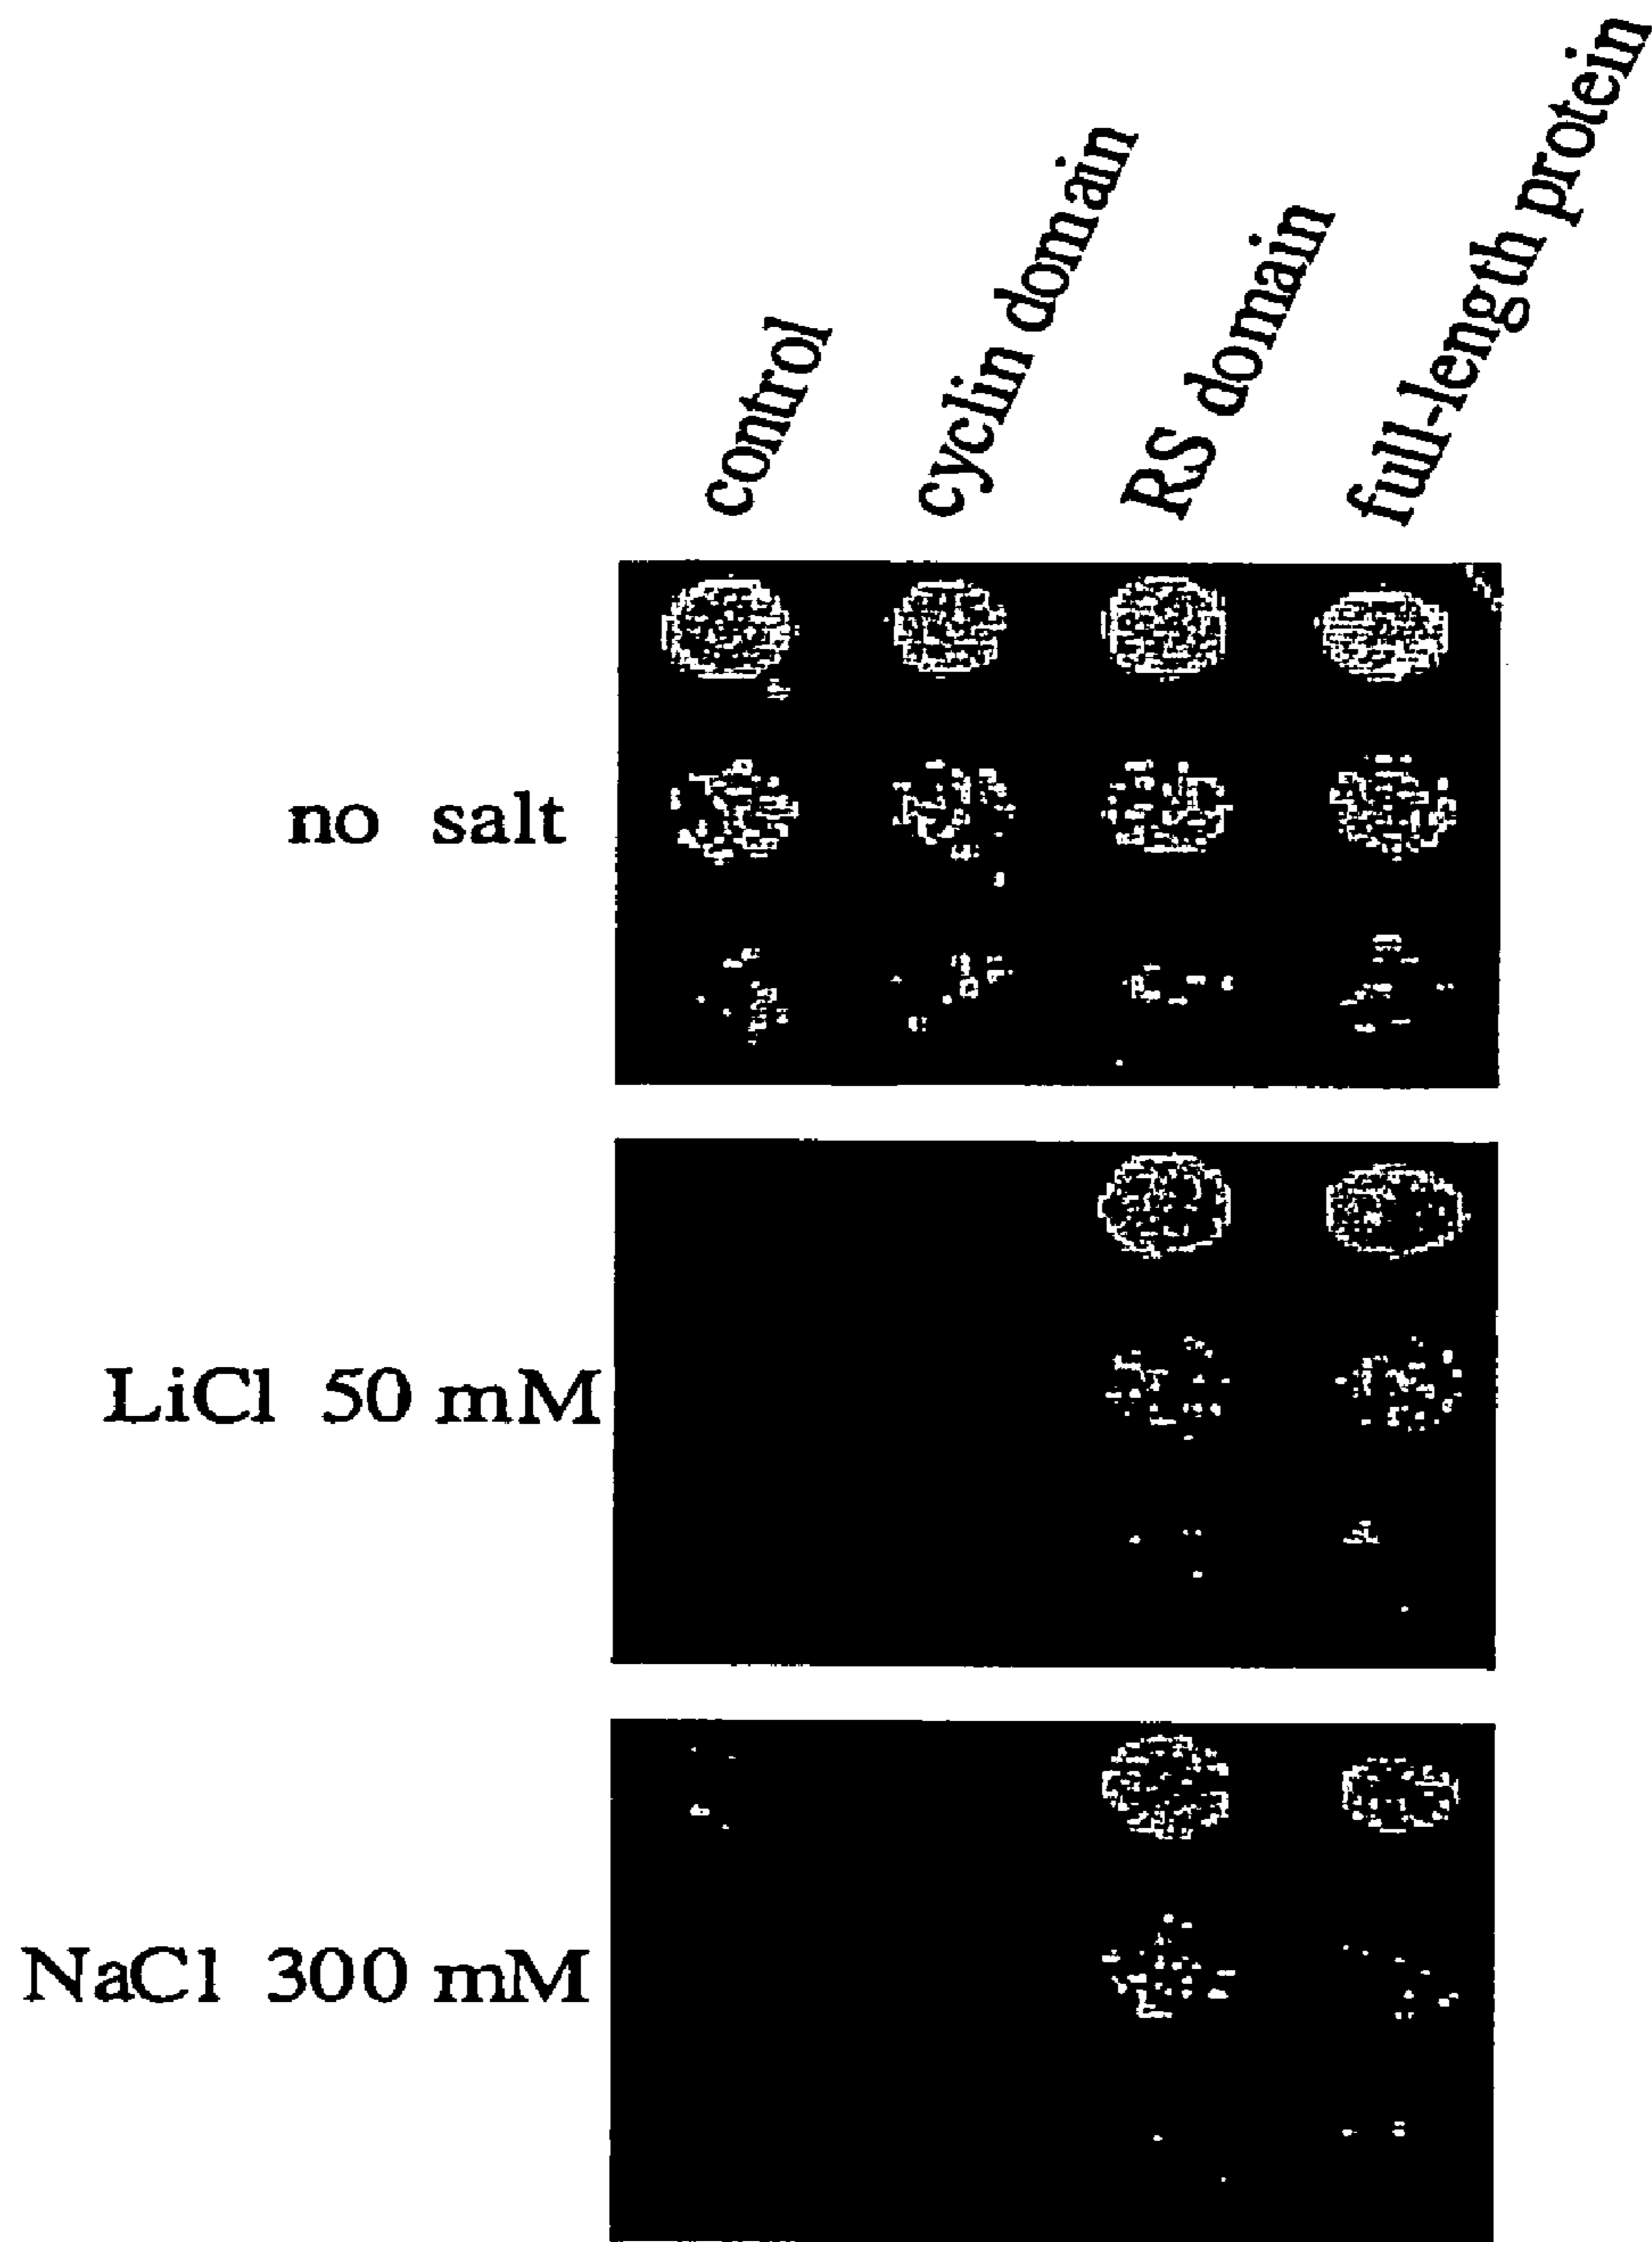 control
cyclin domain
RS domain
full-length protein
no salt
LiCl 50 mM
NaCl 300 mM